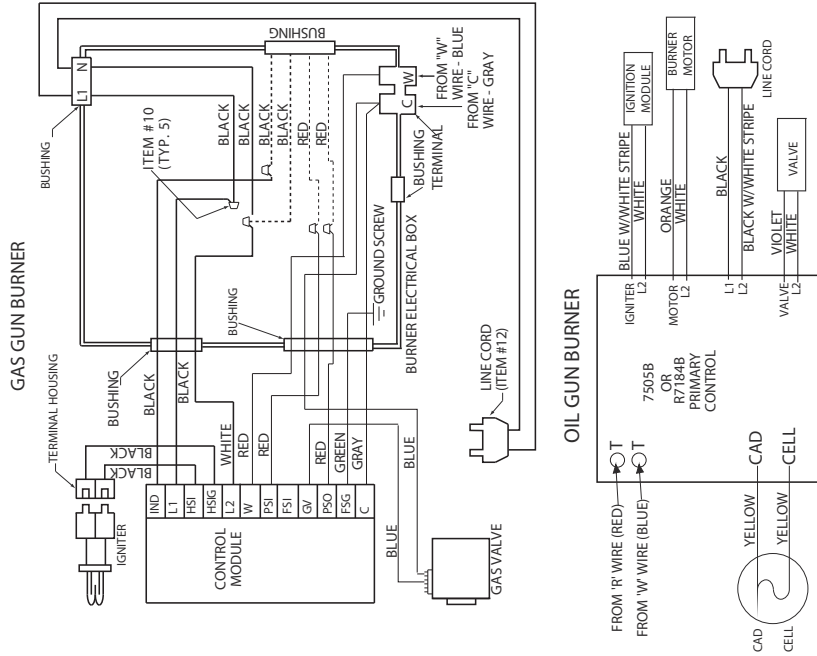 GAS GUN BURNER
TERMINAL HOUSING
BLACK
BLACK
IGNITER
BUSHING
BLACK
BLACK
WHITE
RED
RED
RED
GREEN
GRAY
BLUE
BLUE
IND
L1
HSI
HSIG
L2
W
PSI
FSI
GV
PSO
FSG
C
CONTROL
MODULE
GAS VALVE
BUSHING
L1
N
BUSHING
ITEM #10
(TYP. 5)
BLACK
BLACK
BLACK
BLACK
RED
RED
BUSHING
W
C
FROM "W"
WIRE - BLUE
FROM "C"
WIRE - GRAY
BUSHING
TERMINAL
BUSHING
GROUND SCREW
BURNER ELECTRICAL BOX
LINE CORD
(ITEM #12)
OIL GUN BURNER
FROM 'R' WIRE (RED)
FROM 'W' WIRE (BLUE)
T
T
7505B
OR
R7184B
PRIMARY
CONTROL
CAD
CELL
YELLOW
YELLOW
CAD
CELL
IGNITER
L2
BLUE W/WHITE STRIPE
WHITE
IGNITION
MODULE
MOTOR
L2
ORANGE
WHITE
BURNER
MOTOR
L1
L2
BLACK
BLACK W/WHITE STRIPE
LINE CORD
VALVE
L2
VIOLET
WHITE
VALVE